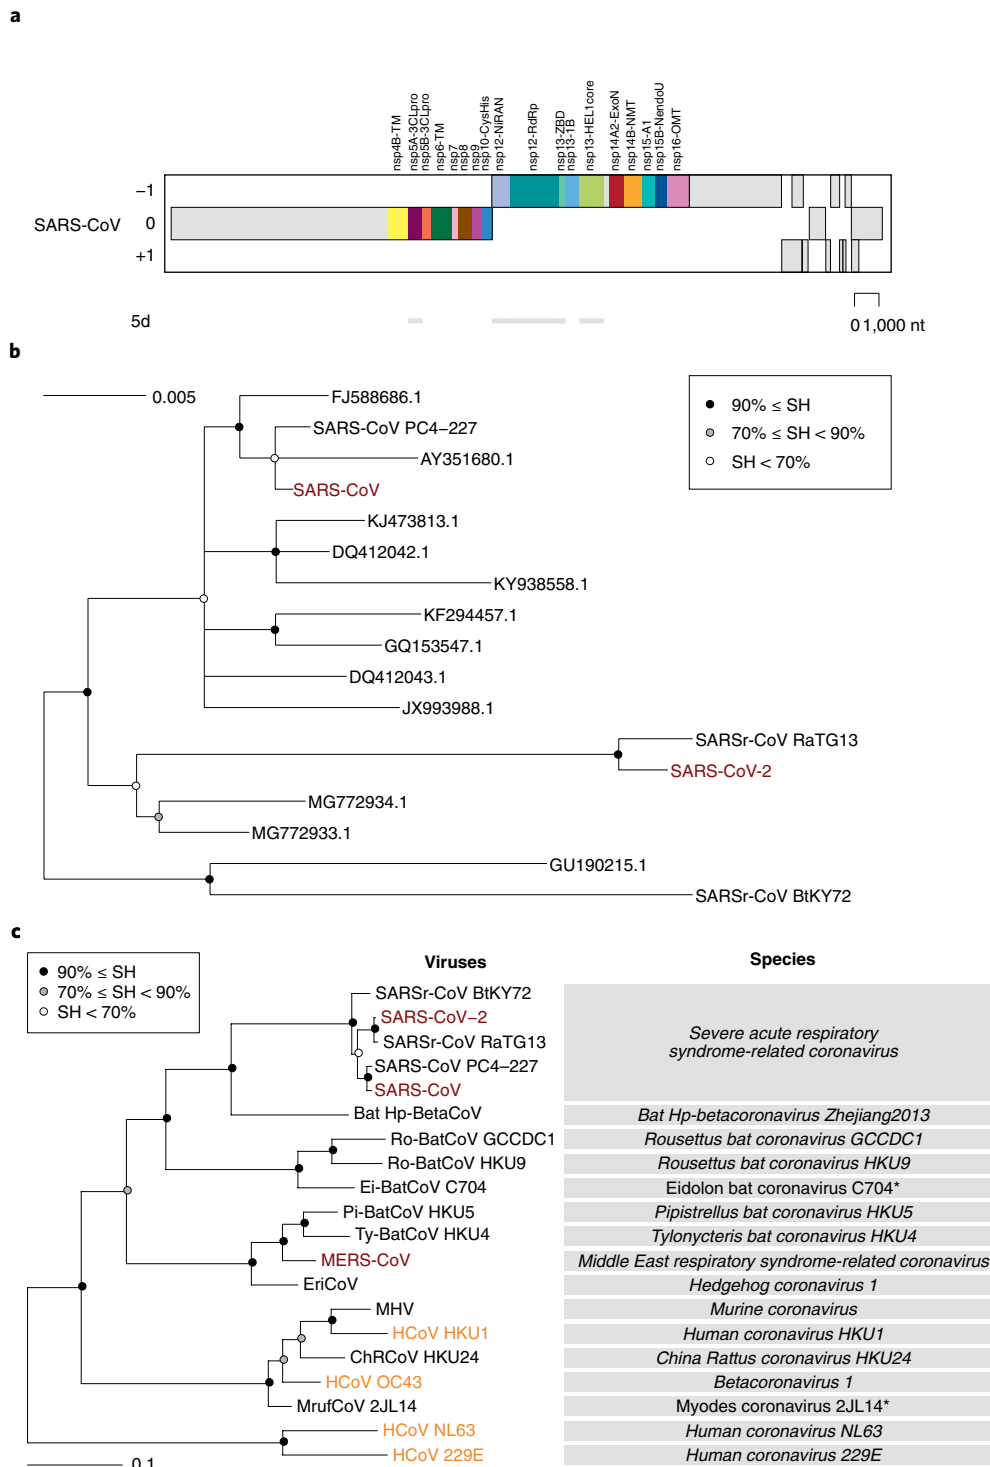 a
nsp4B-TM
nsp5A-3CLpro
nsp5B-3CLpro
nsp6-TM
nsp7
nsp8
nsp9
nsp10-CysHis
nsp12-NiRAN
nsp12-RdRp
nsp13-ZBD
nsp13-1B
nsp13-HEL1core
nsp14A2-ExoN
nsp14B-NMT
nsp15-A1
nsp15B-NendoU
nsp16-OMT
−1
SARS-CoV 0
+1
5d
0 1,000 nt
b
0.005
90% ≤ SH
70% ≤ SH < 90%
SH < 70%
FJ588686.1
SARS-CoV PC4−227
AY351680.1
SARS-CoV
KJ473813.1
DQ412042.1
KY938558.1
KF294457.1
GQ153547.1
DQ412043.1
JX993988.1
SARSr-CoV RaTG13
SARS-CoV-2
MG772934.1
MG772933.1
GU190215.1
SARSr-CoV BtKY72
c
90% ≤ SH
70% ≤ SH < 90%
SH < 70%
Viruses Species
SARSr-CoV BtKY72
SARS-CoV−2
SARSr-CoV RaTG13
SARS-CoV PC4−227
SARS-CoV
Severe acute respiratory
syndrome-related coronavirus
Bat Hp-BetaCoV Bat Hp-betacoronavirus Zhejiang2013
Ro-BatCoV GCCDC1 Rousettus bat coronavirus GCCDC1
Ro-BatCoV HKU9 Rousettus bat coronavirus HKU9
Ei-BatCoV C704 Eidolon bat coronavirus C704*
Pi-BatCoV HKU5 Pipistrellus bat coronavirus HKU5
Ty-BatCoV HKU4 Tylonycteris bat coronavirus HKU4
MERS-CoV Middle East respiratory syndrome-related coronavirus
EriCoV Hedgehog coronavirus 1
MHV Murine coronavirus
HCoV HKU1 Human coronavirus HKU1
ChRCoV HKU24 China Rattus coronavirus HKU24
HCoV OC43 Betacoronavirus 1
MrufCoV 2JL14 Myodes coronavirus 2JL14*
HCoV NL63 Human coronavirus NL63
HCoV 229E Human coronavirus 229E
0.1